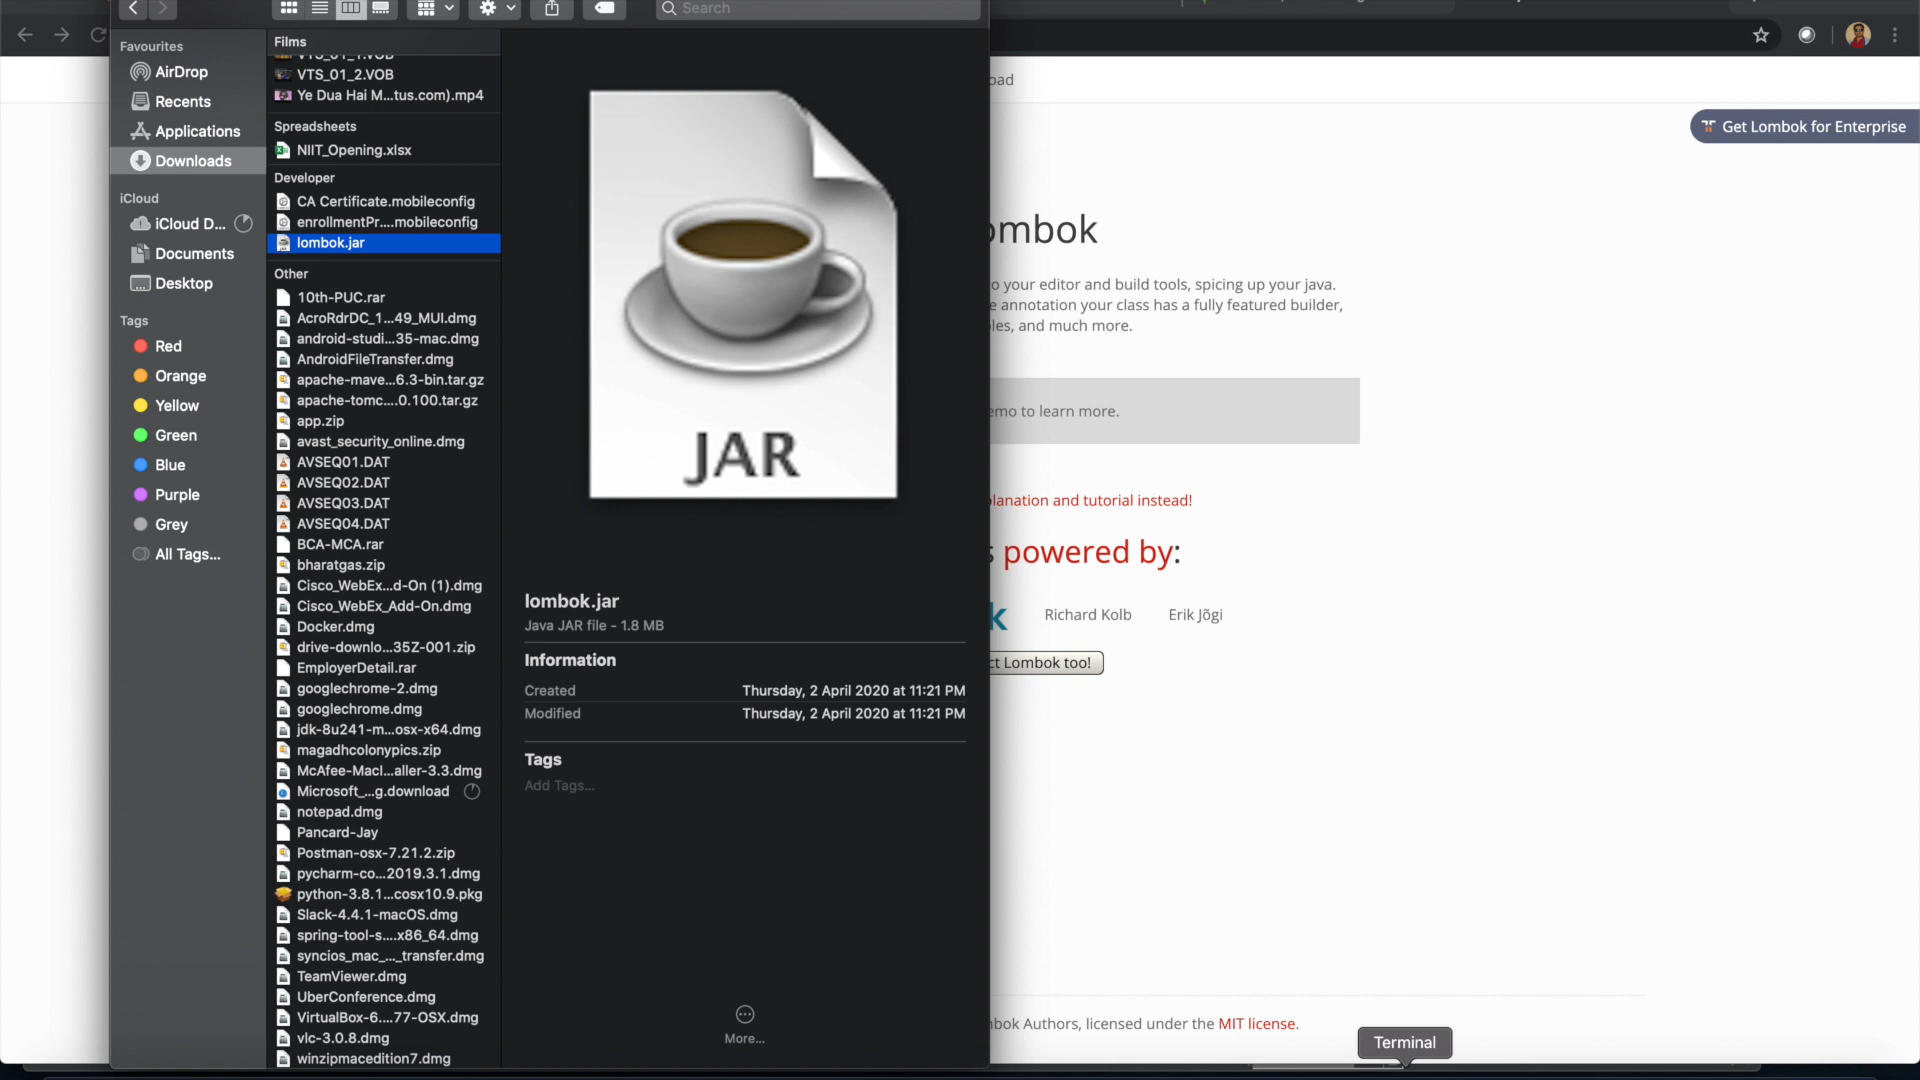 Search
Favourites
AirDrop
Recents
Applications
Downloads
iCloud
iCloud D...
Documents
Desktop
Tags
Red
Orange
Yellow
Green
Blue
Purple
Grey
All Tags...
Films
VTS_01_1.VOB
VTS_01_2.VOB
Ye Dua Hai M...tus.com).mp4
Spreadsheets
NIIT_Opening.xlsx
Developer
CA Certificate.mobileconfig
enrollmentPr....mobileconfig
lombok.jar
Other
10th-PUC.rar
AcroRdrDC_1...49_MUI.dmg
android-studi...35-mac.dmg
AndroidFileTransfer.dmg
apache-mave...6.3-bin.tar.gz
apache-tomc....0.100.tar.gz
app.zip
avast_security_online.dmg
AVSEQ01.DAT
AVSEQ02.DAT
AVSEQ03.DAT
AVSEQ04.DAT
BCA-MCA.rar
bharatgas.zip
Cisco_WebEx...d-On (1).dmg
Cisco_WebEx_Add-On.dmg
Docker.dmg
drive-downlo...35Z-001.zip
EmployerDetail.rar
googlechrome-2.dmg
googlechrome.dmg
jdk-8u241-m...osx-x64.dmg
magadhcolonypics.zip
McAfee-MacI...aller-3.3.dmg
Microsoft_...g.download
notepad.dmg
Pancard-Jay
Postman-osx-7.21.2.zip
pycharm-co...2019.3.1.dmg
python-3.8.1...cosx10.9.pkg
Slack-4.4.1-macOS.dmg
spring-tool-s....x86_64.dmg
syncios_mac_..._transfer.dmg
TeamViewer.dmg
UberConference.dmg
VirtualBox-6....77-OSX.dmg
vlc-3.0.8.dmg
winzipmacedition7.dmg
JAR
lombok.jar
Java JAR file - 1.8 MB
Information
Created Thursday, 2 April 2020 at 11:21 PM
Modified Thursday, 2 April 2020 at 11:21 PM
Tags
Add Tags...
More...
oad
Get Lombok for Enterprise
ombok
o your editor and build tools, spicing up your java.
e annotation your class has a fully featured builder,
les, and much more.
emo to learn more.
planation and tutorial instead!
s powered by:
k Richard Kolb Erik Jõgi
ct Lombok too!
bok Authors, licensed under the MIT license.
Terminal